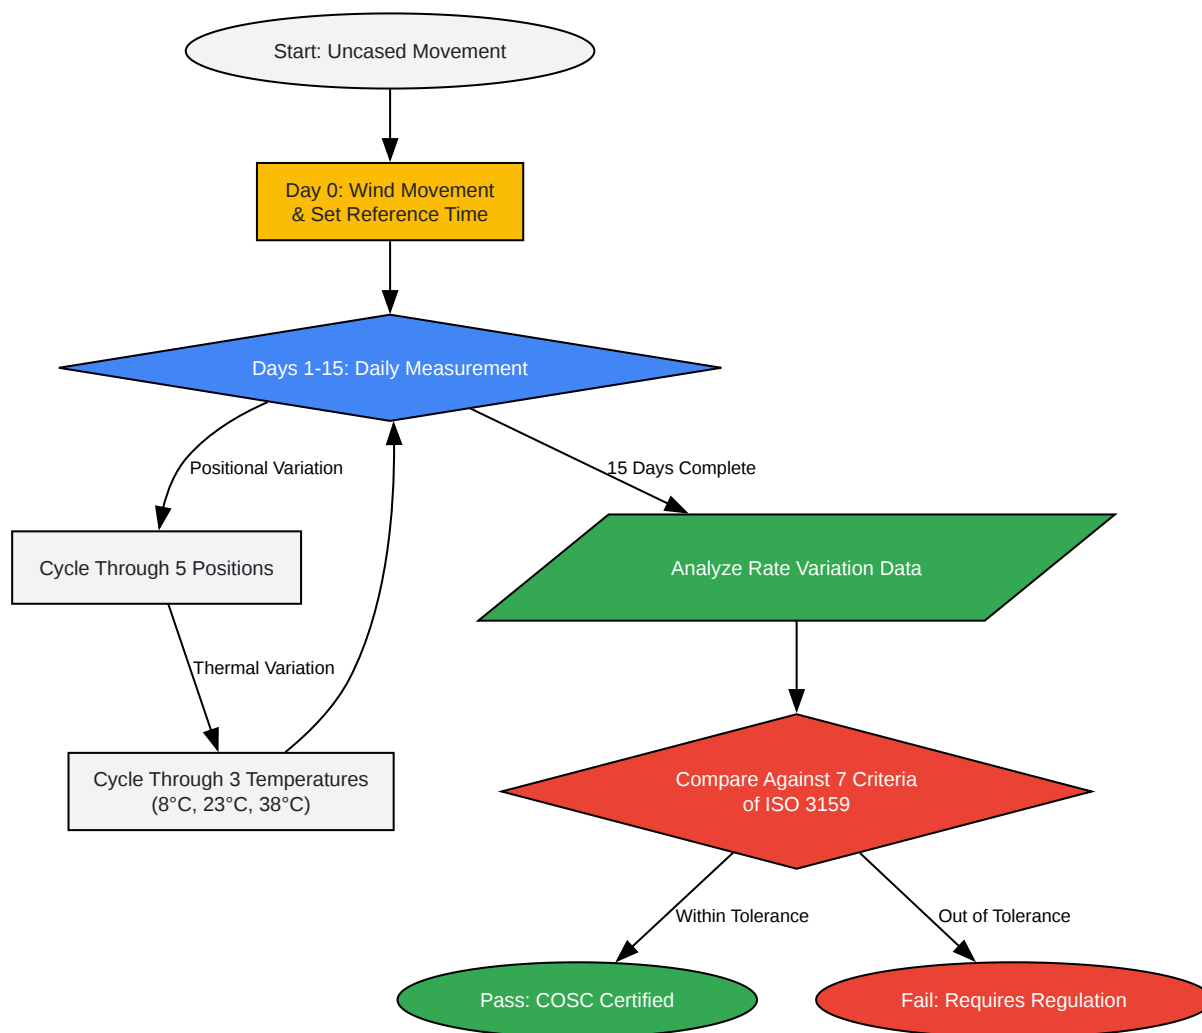 Start: Uncased Movement
Day 0: Wind Movement
& Set Reference Time
Days 1-15: Daily Measurement
Positional Variation
15 Days Complete
Cycle Through 5 Positions
Analyze Rate Variation Data
Thermal Variation
Cycle Through 3 Temperatures
(8°C, 23°C, 38°C)
Compare Against 7 Criteria
of ISO 3159
Within Tolerance
Out of Tolerance
Pass: COSC Certified
Fail: Requires Regulation